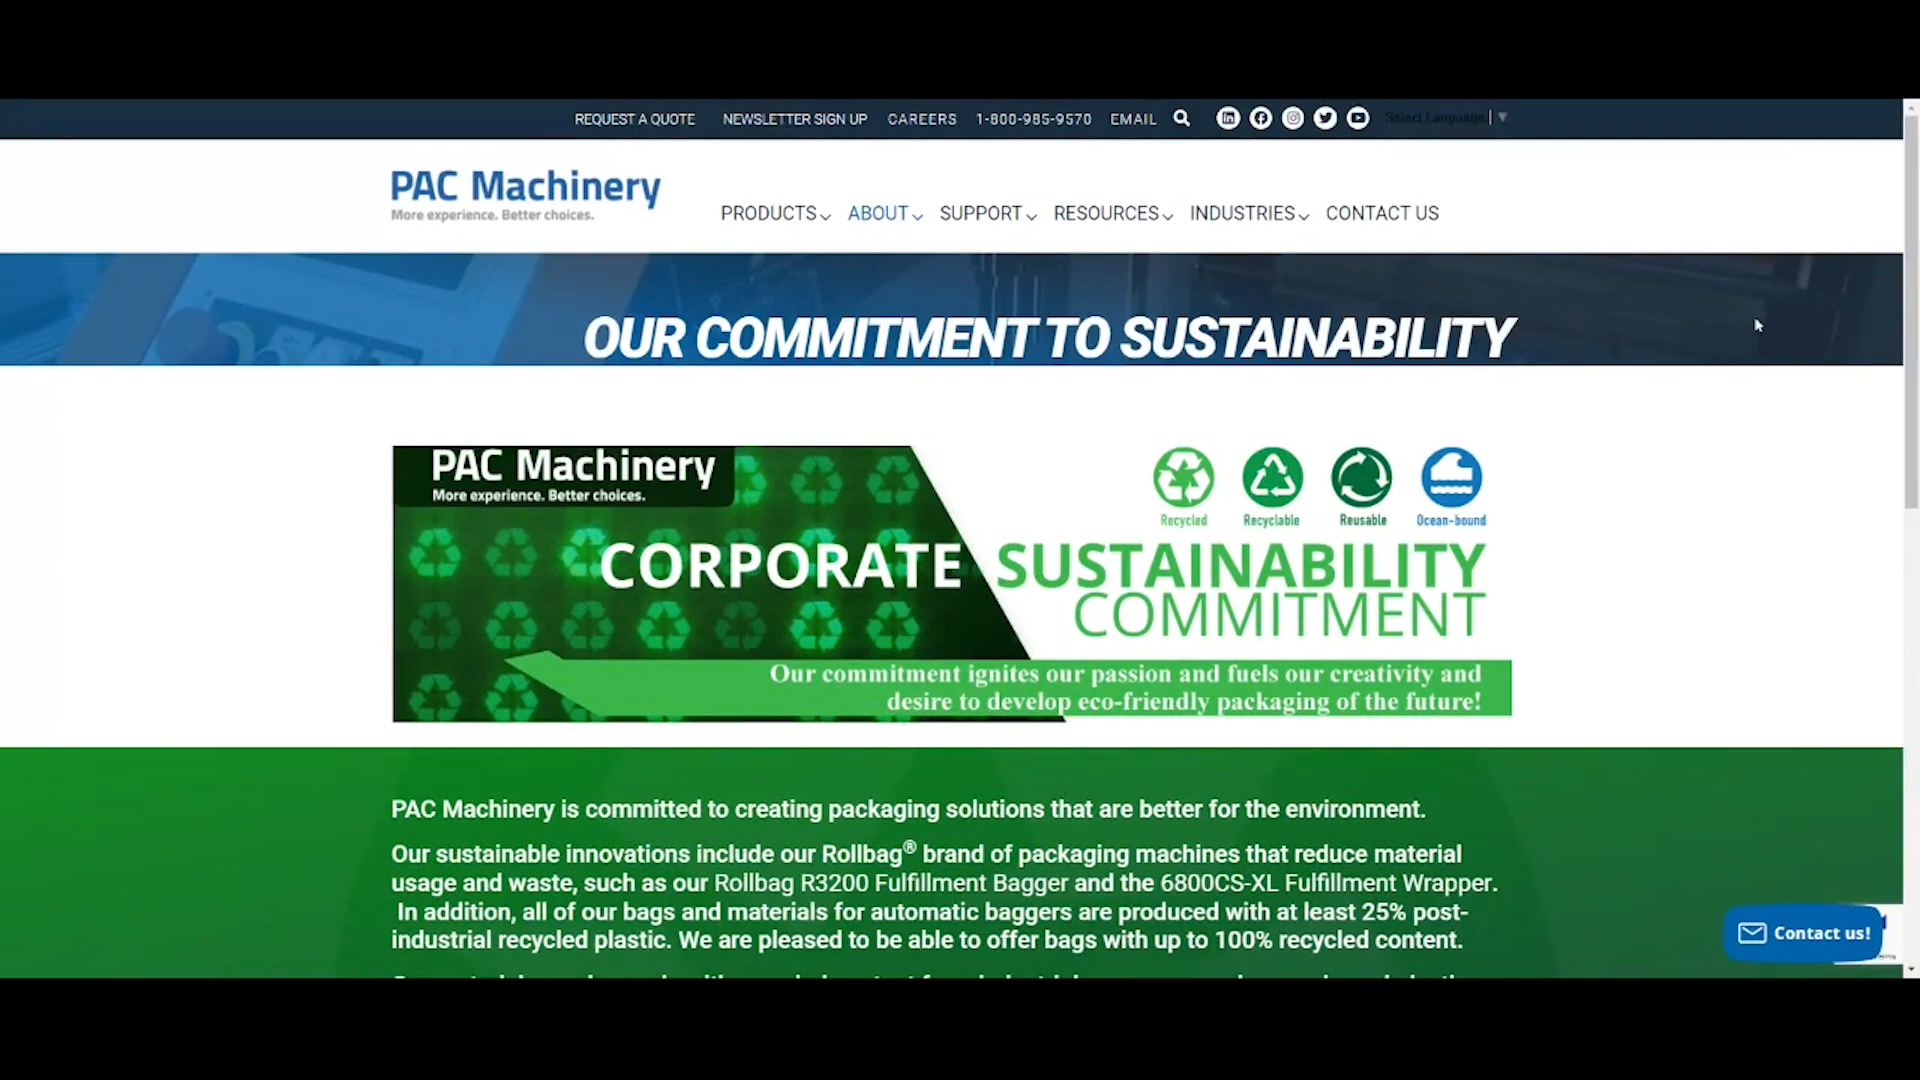 REQUEST A QUOTE NEWSLETTER SIGN UP CAREERS 1-800-985-9570 EMAIL Select Language
PAC Machinery
More experience. Better choices.
PRODUCTS ABOUT SUPPORT RESOURCES INDUSTRIES CONTACT US
OUR COMMITMENT TO SUSTAINABILITY
PAC Machinery
More experience. Better choices.
Recycled Recyclable Reusable Ocean-bound
CORPORATE SUSTAINABILITY
COMMITMENT
Our commitment ignites our passion and fuels our creativity and
desire to develop eco-friendly packaging of the future!
PAC Machinery is committed to creating packaging solutions that are better for the environment.
Our sustainable innovations include our Rollbag® brand of packaging machines that reduce material
usage and waste, such as our Rollbag R3200 Fulfillment Bagger and the 6800CS-XL Fulfillment Wrapper.
In addition, all of our bags and materials for automatic baggers are produced with at least 25% post-
industrial recycled plastic. We are pleased to be able to offer bags with up to 100% recycled content.
Contact us!